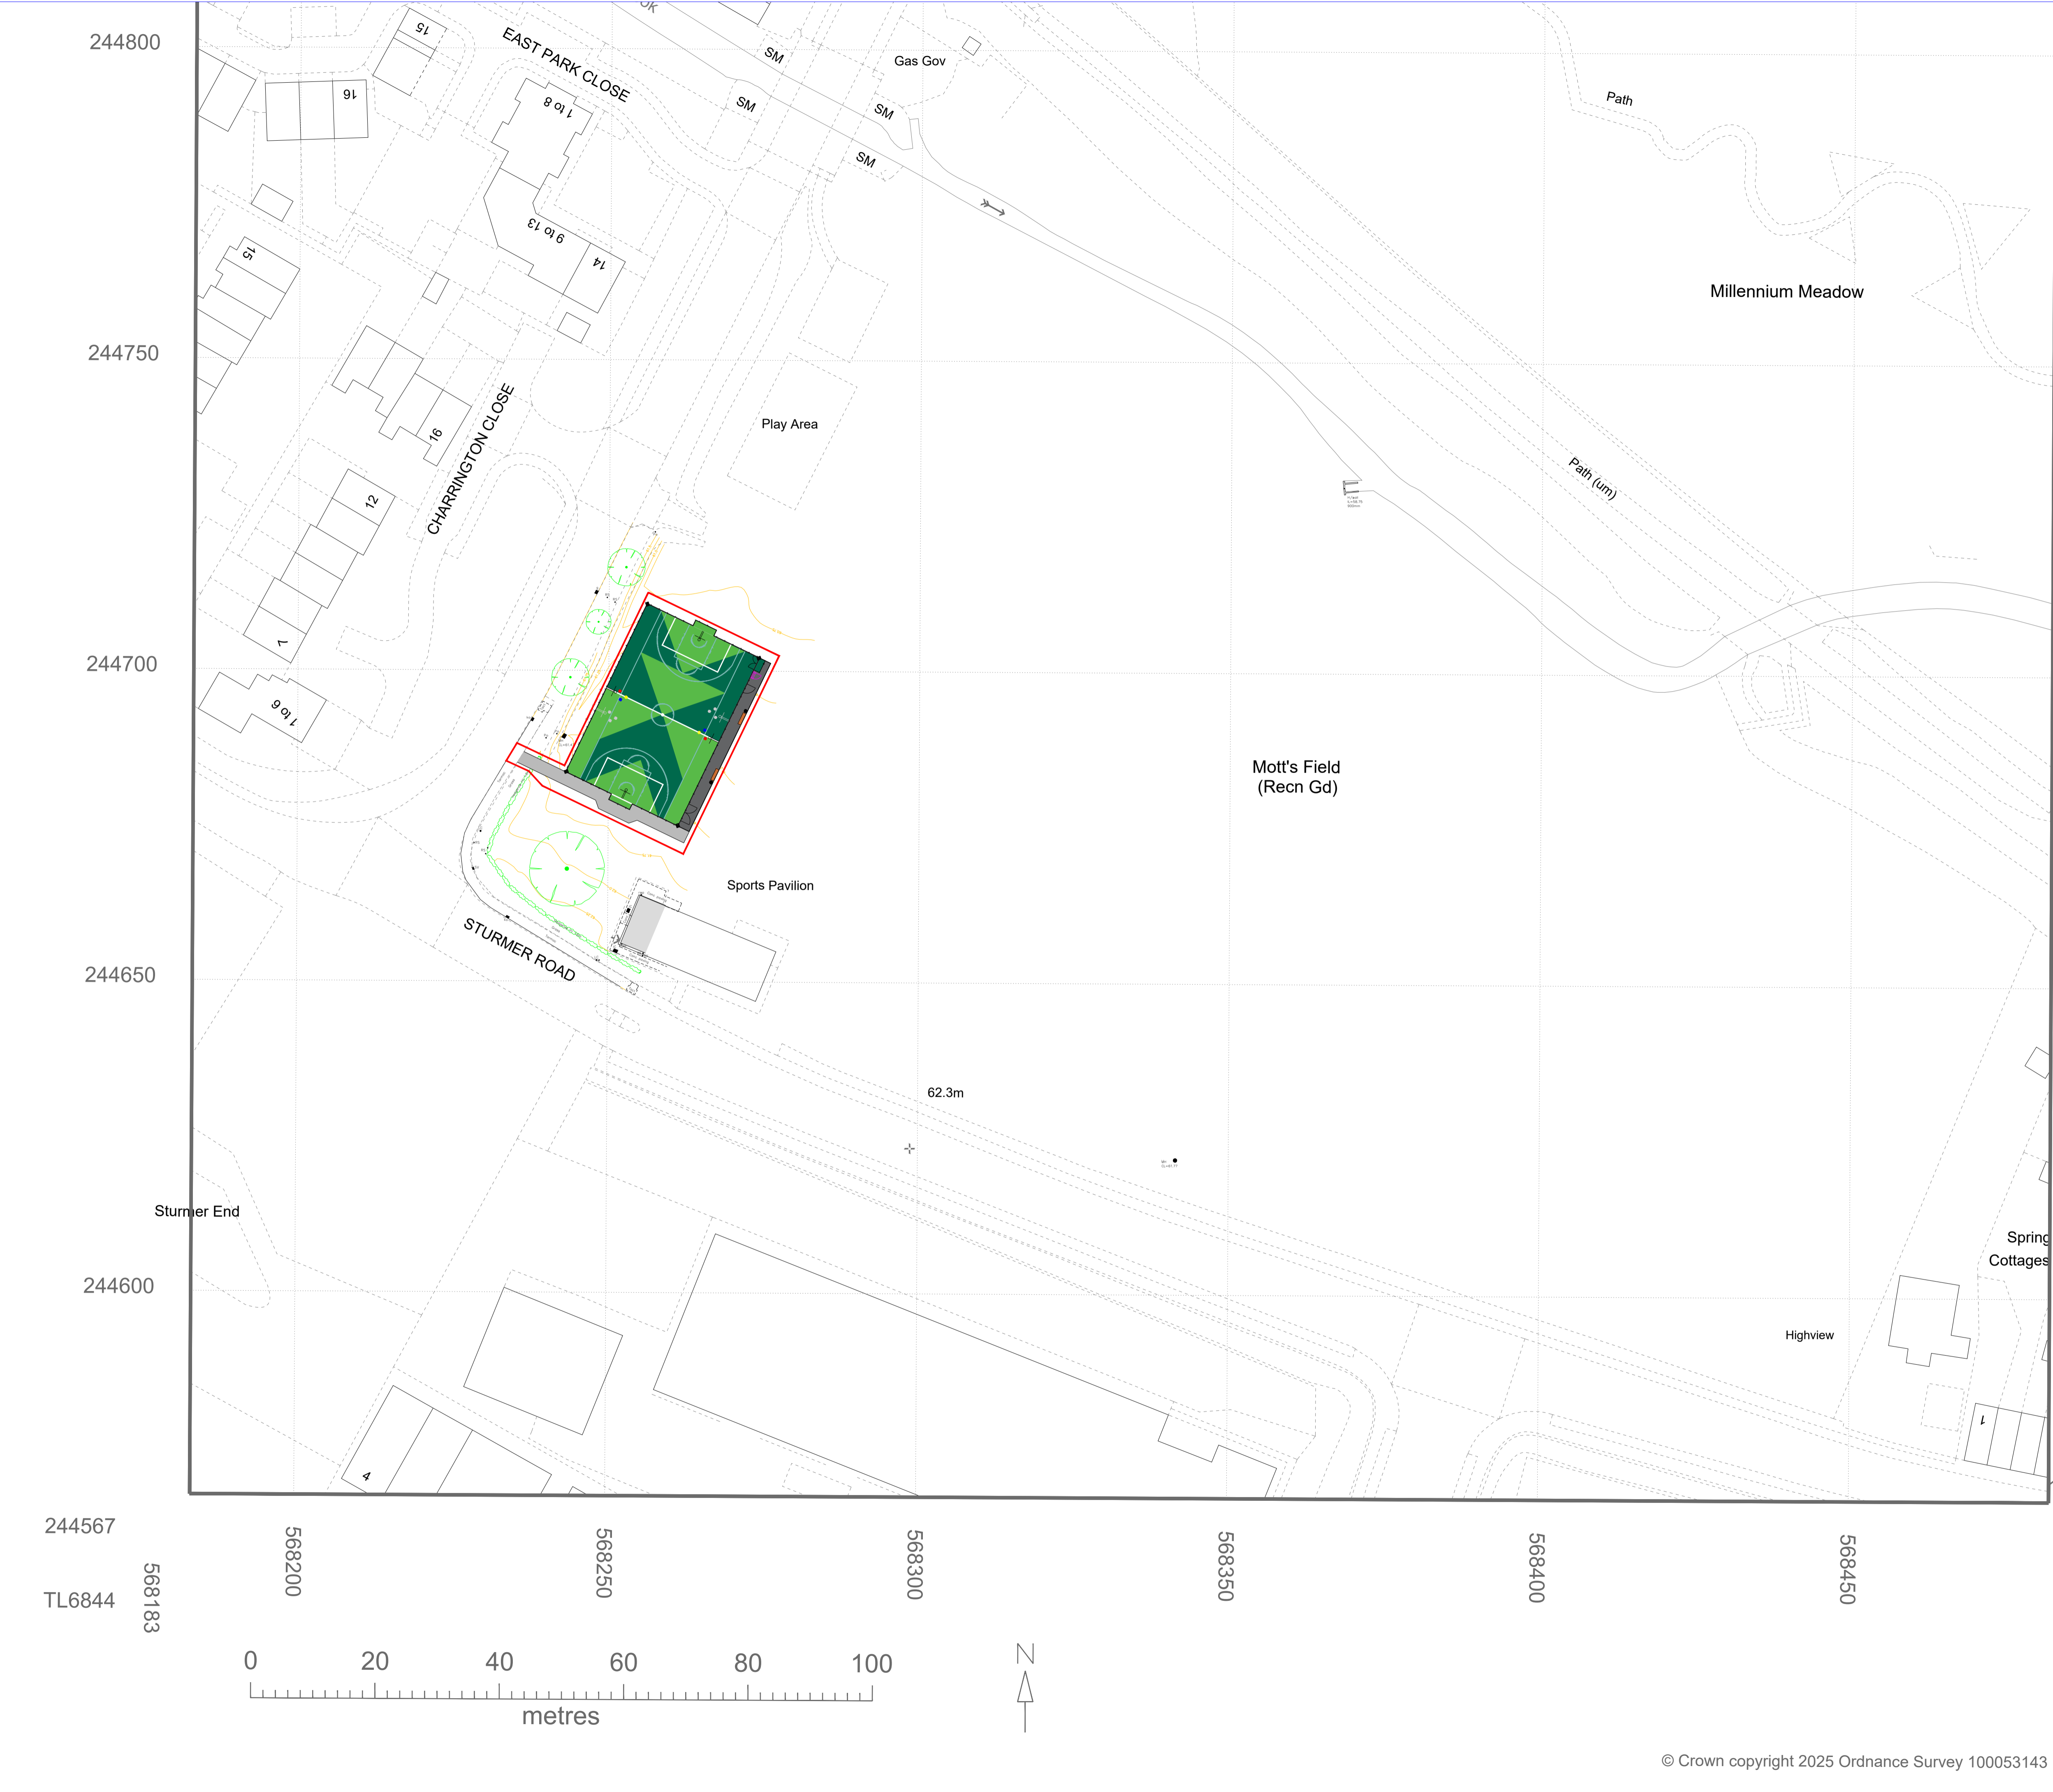 244800
15
EAST PARK CLOSE
SM
Gas Gov
16
1 to 8
SM
SM
Path
SM
15
9 to 13
14
Millennium Meadow
244750
Play Area
16
CHARRINGTON CLOSE
Path (um)
12
244700
1 to 6
Mott's Field
(Recn Gd)
Sports Pavilion
STURMER ROAD
244650
62.3m
Sturmer End
Spring
Cottages
244600
Highview
1
4
244567
568200
568250
568300
568350
568400
568450
568183
TL6844
0 20 40 60 80 100
metres
N
© Crown copyright 2025 Ordnance Survey 100053143